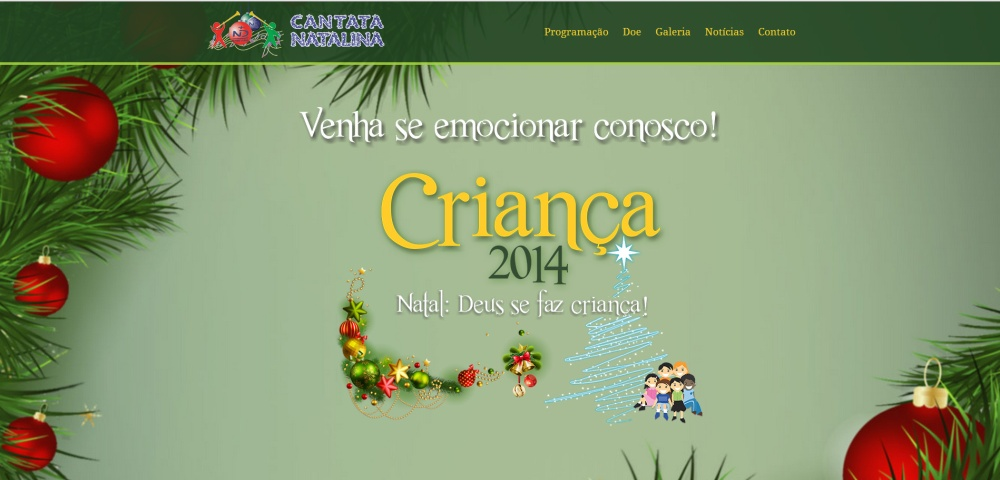 CANTATA
NATALINA
Programação Doe Galeria Notícias Contato
Venha se emocionar conosco!
Criança
2014
Natal: Deus se faz criança!